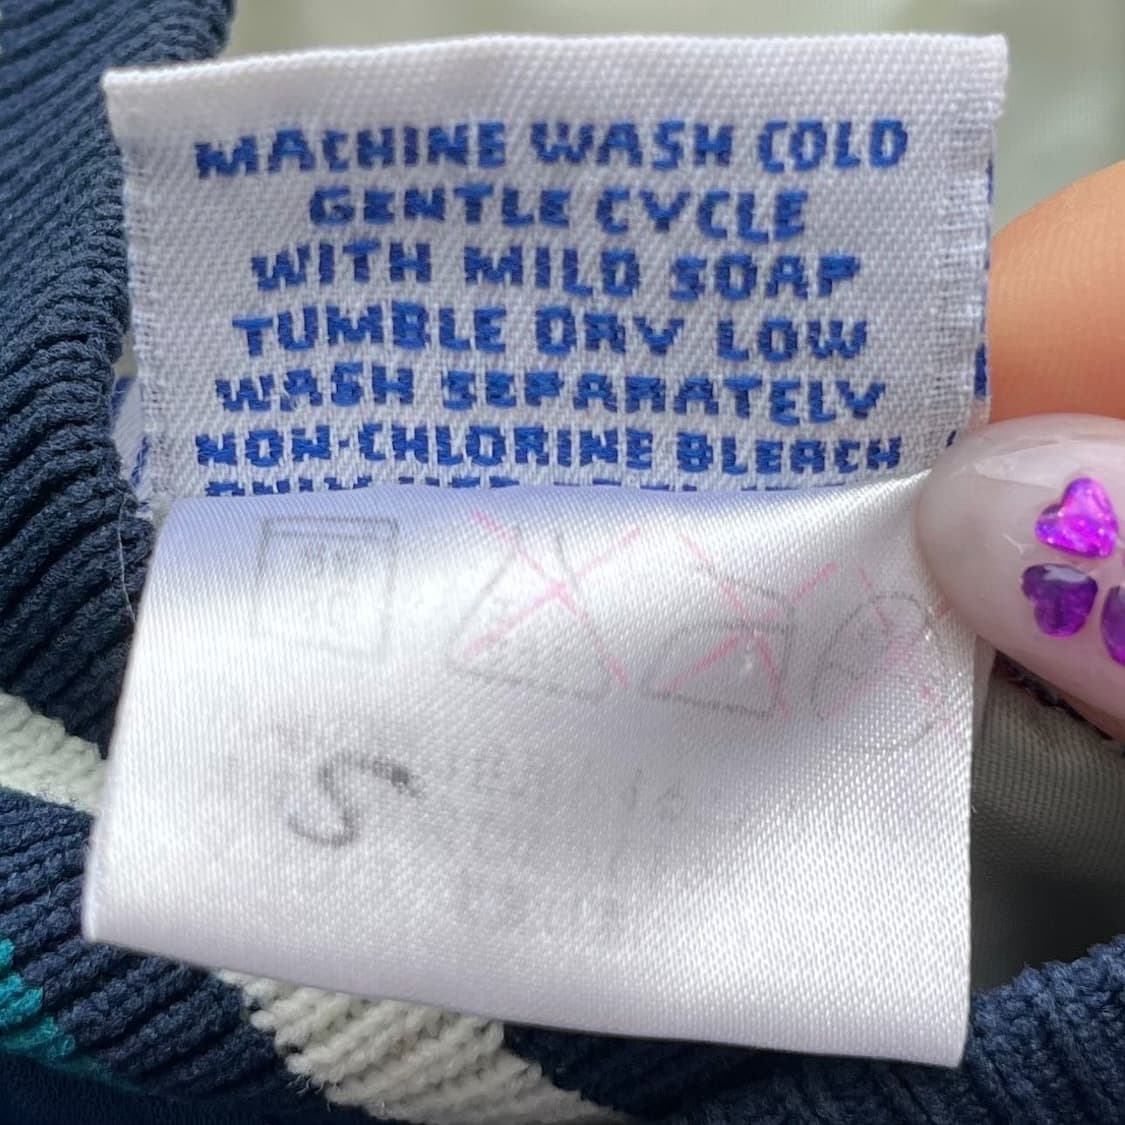 MACHINE WASH COLD
GENTLE CYCLE
WITH MILD SOAP
TUMBLE DRY LOW
WASH SEPARATELY
NON-CHLORINE BLEACH
S